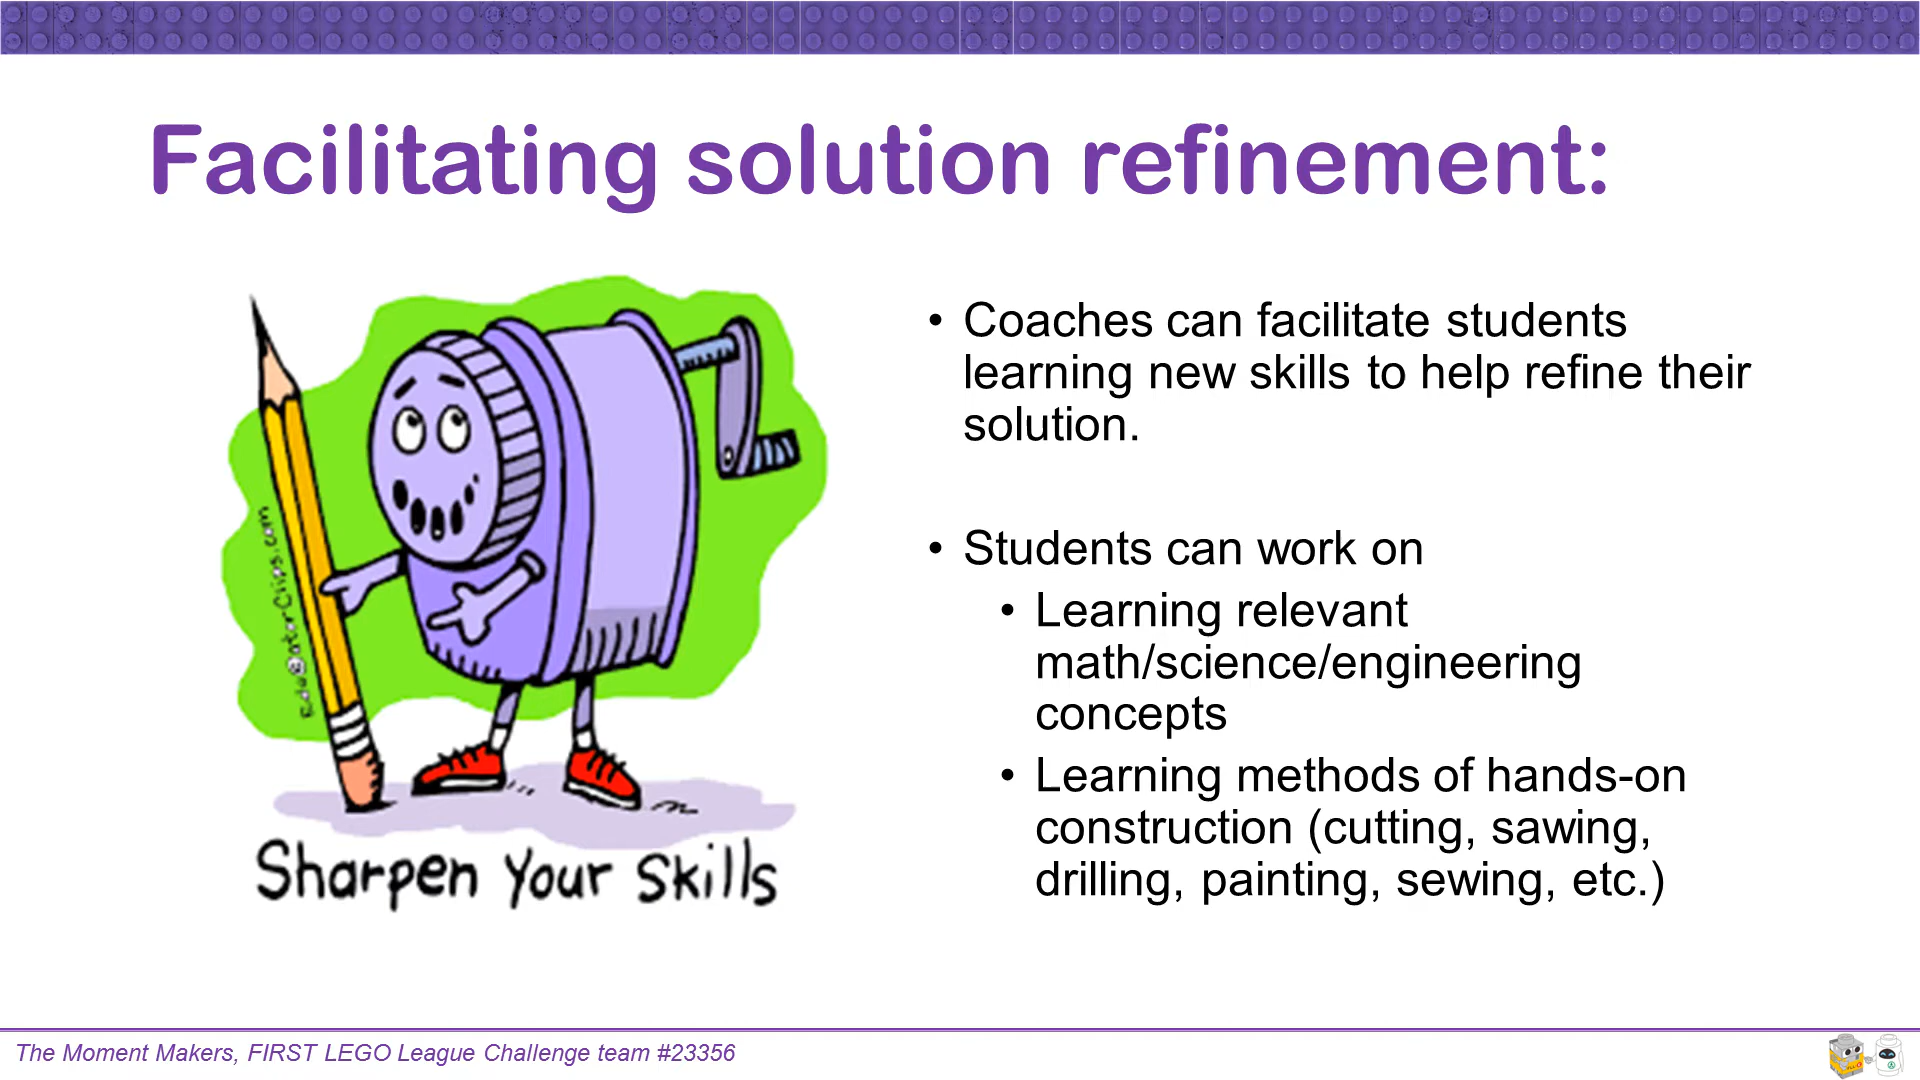 Facilitating solution refinement:
• Coaches can facilitate students
learning new skills to help refine their
solution.
• Students can work on
• Learning relevant
math/science/engineering
concepts
• Learning methods of hands-on
construction (cutting, sawing,
drilling, painting, sewing, etc.)
Sharpen Your Skills
The Moment Makers, FIRST LEGO League Challenge team #23356